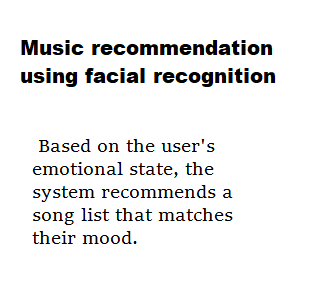 Music recommendation
using facial recognition
Based on the user's
emotional state, the
system recommends a
song list that matches
their mood.